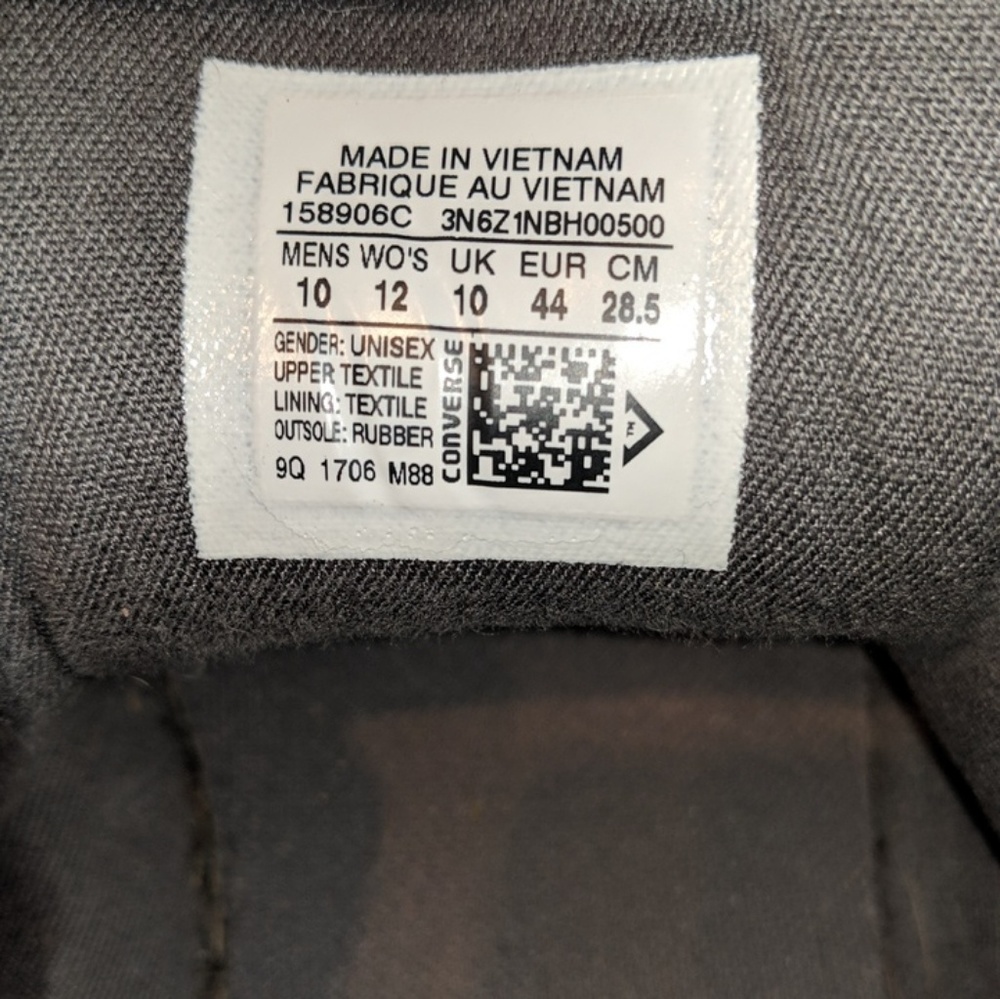 MADE IN VIETNAM
FABRIQUE AU VIETNAM
158906C 3N6Z1NBH00500
MENS WO'S UK EUR CM
10 12 10 44 28.5
GENDER: UNISEX
UPPER TEXTILE
LINING: TEXTILE
OUTSOLE: RUBBER
9Q 1706 M88
CONVERSE
TM